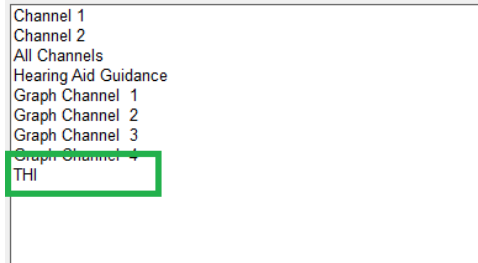 Channel 1
Channel 2
All Channels
Hearing Aid Guidance
Graph Channel  1
Graph Channel  2
Graph Channel  3
Graph Channel  4
THI